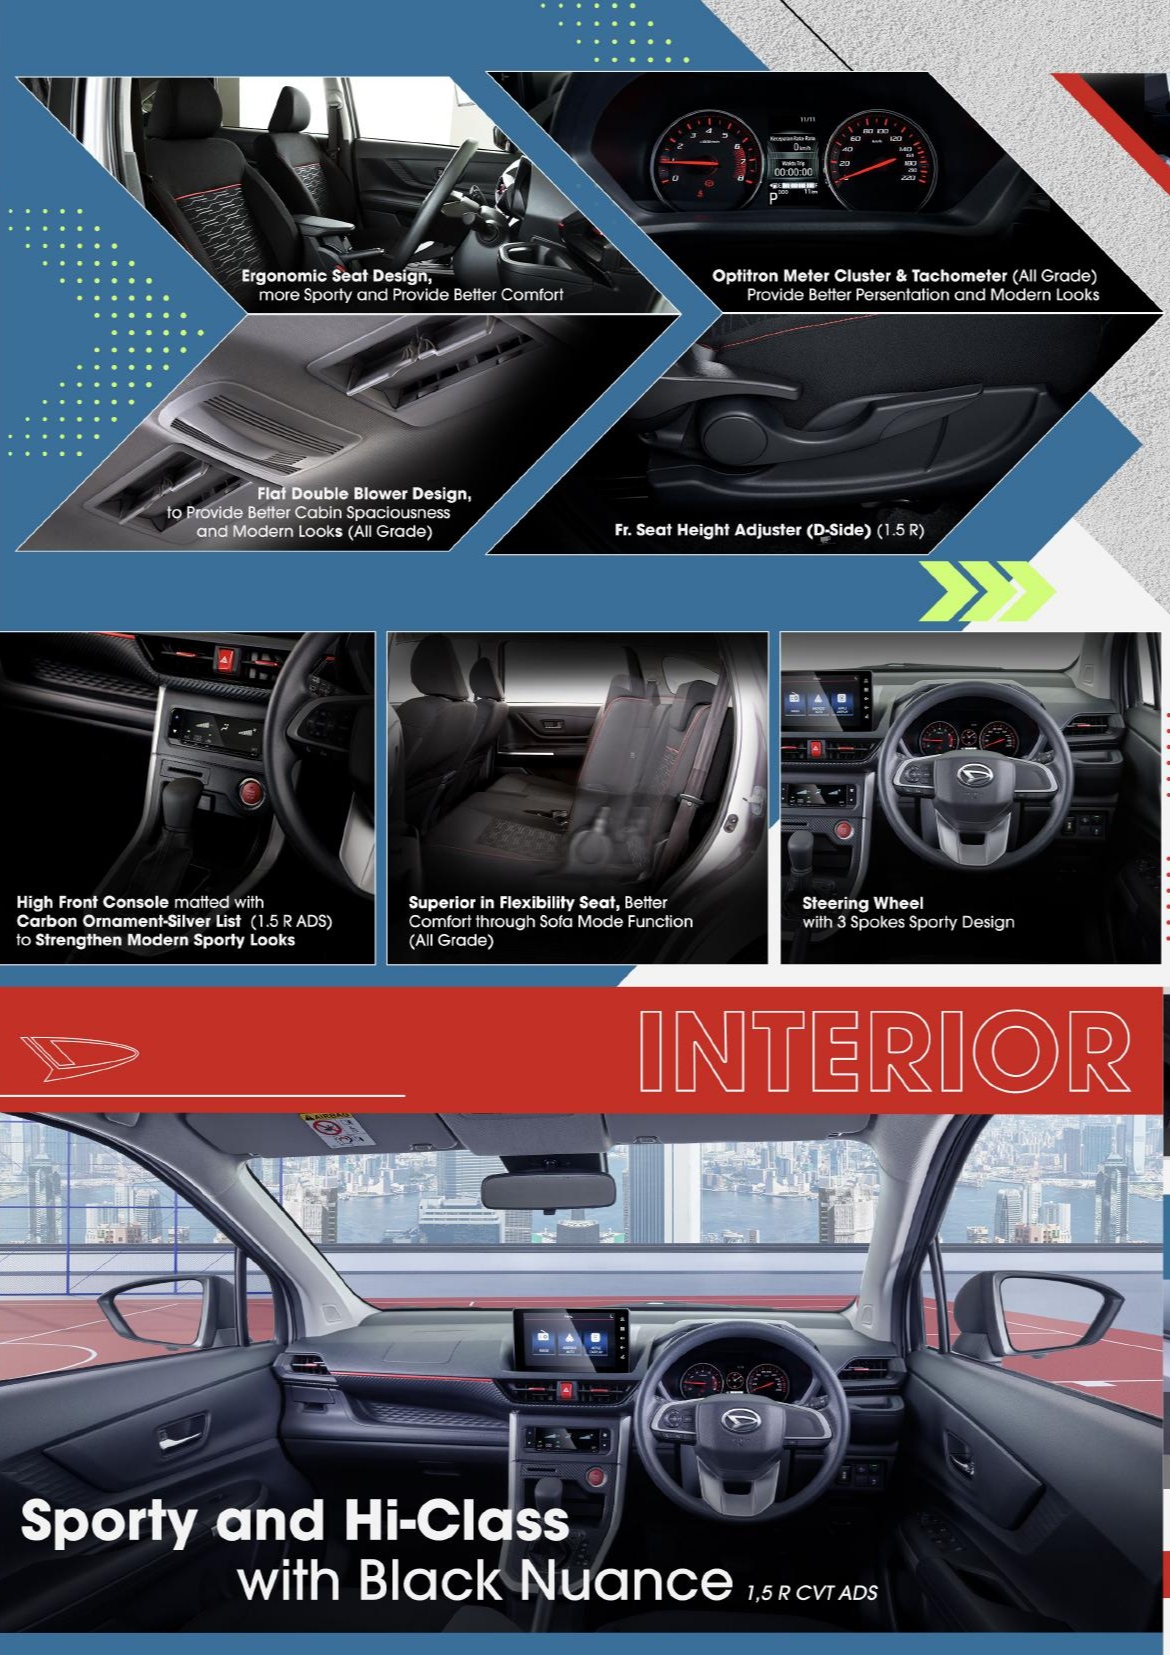 Ergonomic Seat Design,
more Sporty and Provide Better Comfort
Optitron Meter Cluster & Tachometer (All Grade)
Provide Better Persentation and Modern Looks
Flat Double Blower Design,
to Provide Better Cabin Spaciousness
and Modern Looks (All Grade)
Fr. Seat Height Adjuster (D-Side) (1.5 R)
High Front Console matted with
Carbon Ornament-Silver List (1.5 R ADS)
to Strengthen Modern Sporty Looks
Superior in Flexibility Seat, Better
Comfort through Sofa Mode Function
(All Grade)
Steering Wheel
with 3 Spokes Sporty Design
INTERIOR
AIRBAG
Sporty and Hi-Class
with Black Nuance 1,5 R CVT ADS